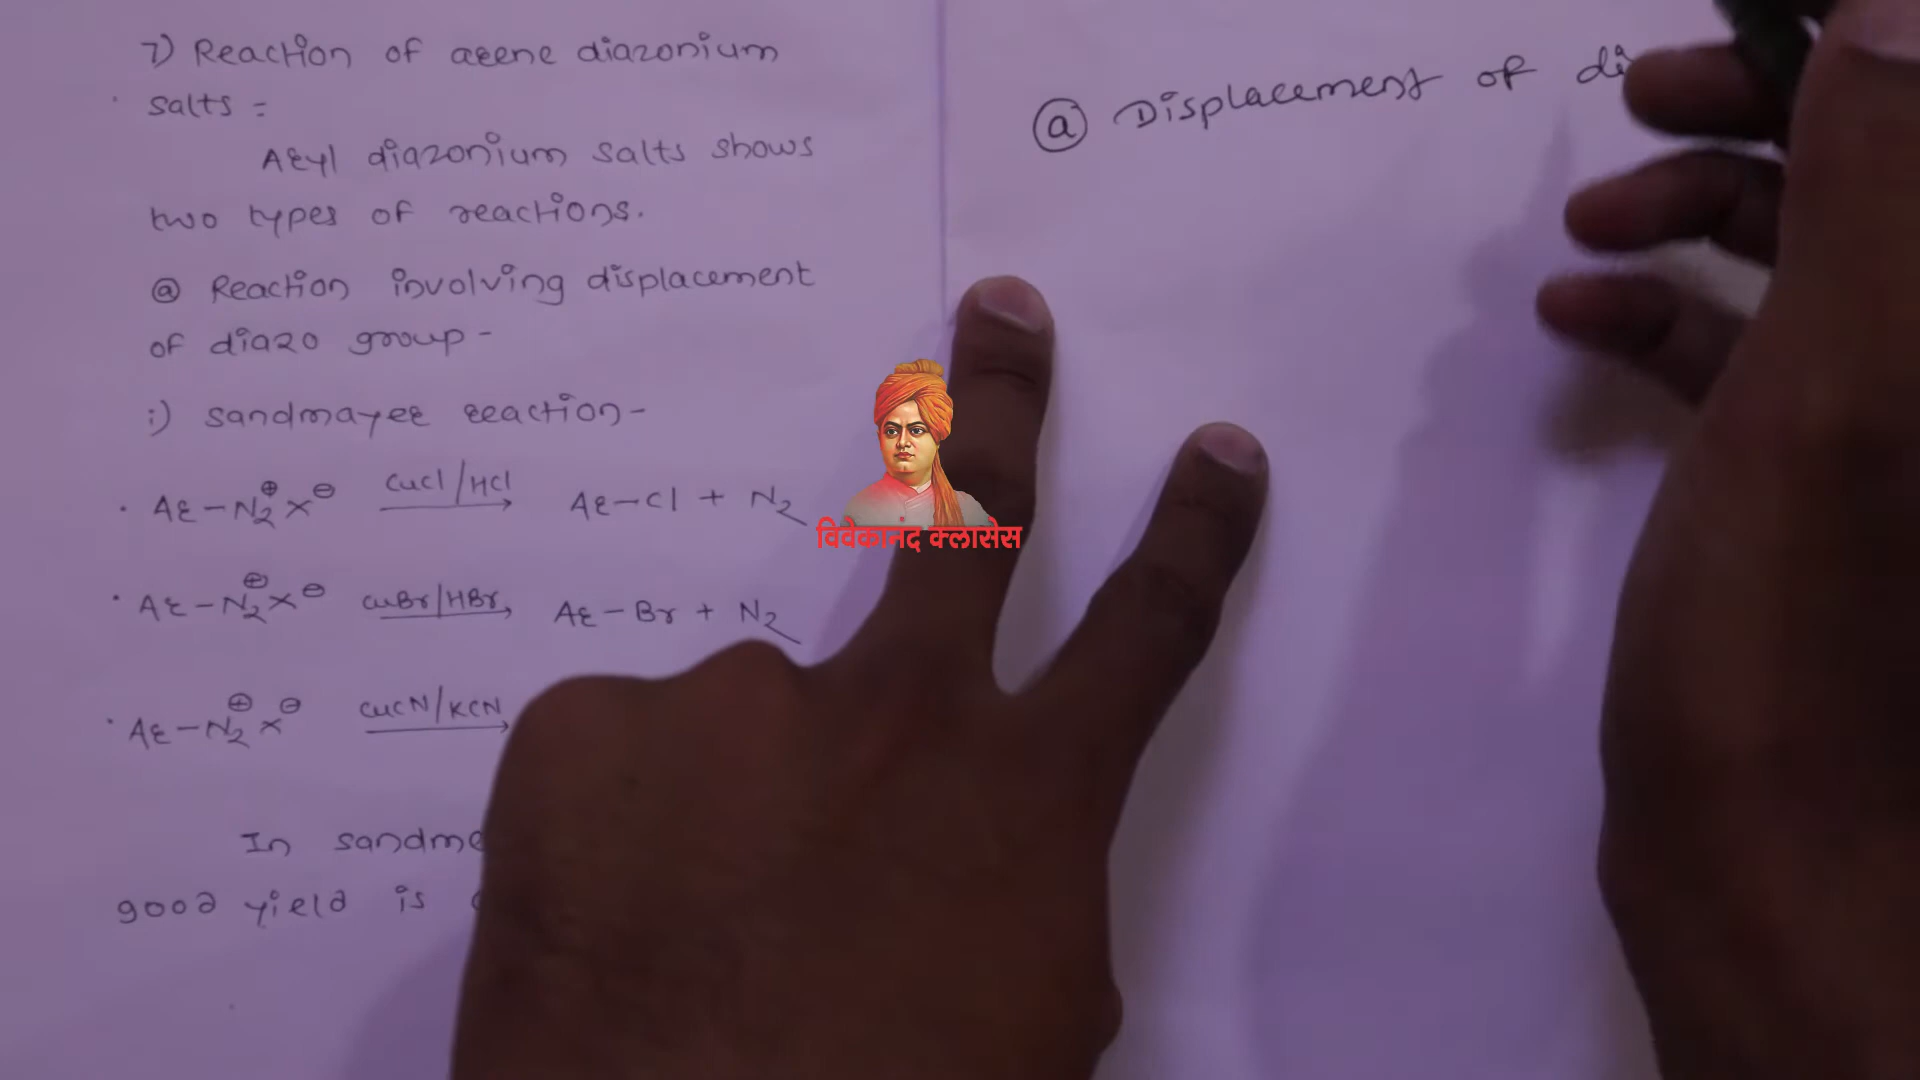 7) Reaction of arene diazonium
salts =
Aryl diazonium salts shows
two types of reactions.
ⓐ Reaction involving displacement
of diazo group -
i) sandmayer reaction -
· Ar-N₂⊕X⊖ CuCl/HCl → Ar-Cl + N₂
· Ar-N₂⊕X⊖ CuBr/HBr → Ar-Br + N₂
· Ar-N₂⊕X⊖ CuCN/KCN →
In sandm
good yield is
ⓐ Displacement of di
विवेकानद क्लासेस